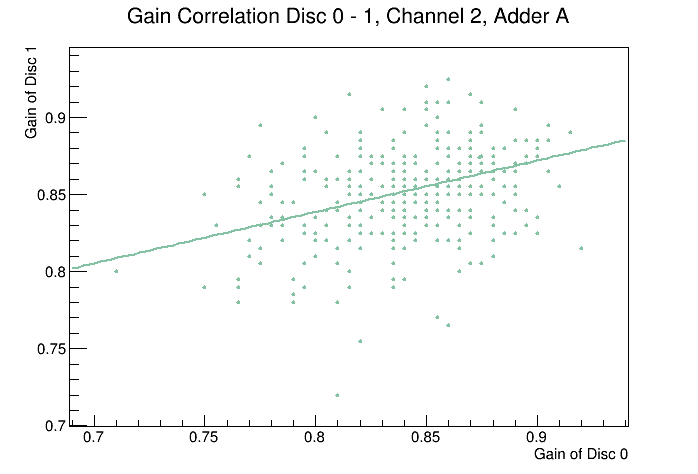 Gain Correlation Disc 0 - 1, Channel 2, Adder A
Gain of Disc 1
0.9
0.85
0.8
0.75
0.7
0.7 0.75 0.8 0.85 0.9
Gain of Disc 0